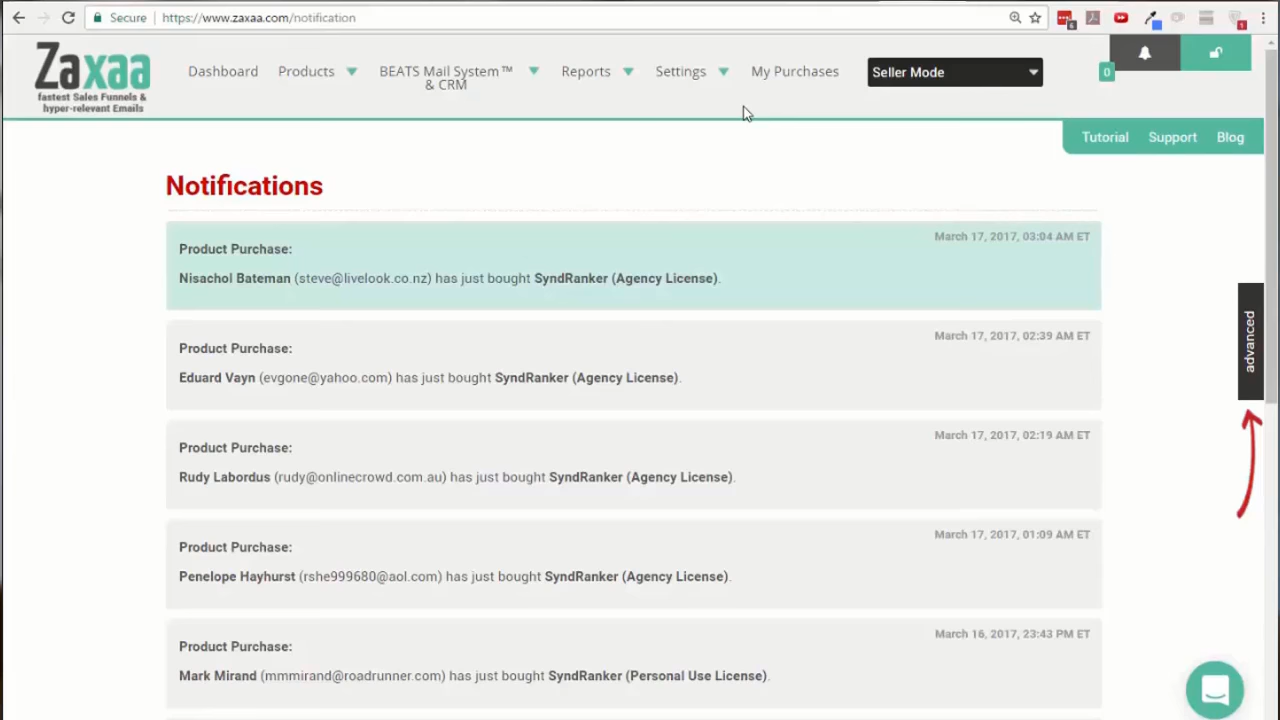 Secure https://www.zaxaa.com/notification
Zaxaa
fastest Sales Funnels &
hyper-relevant Emails
Dashboard
Products
BEATS Mail System™
& CRM
Reports
Settings
My Purchases
Seller Mode
0
Tutorial Support Blog
Notifications
March 17, 2017, 03:04 AM ET
Product Purchase:
Nisachol Bateman (steve@livelook.co.nz) has just bought SyndRanker (Agency License).
March 17, 2017, 02:39 AM ET
Product Purchase:
Eduard Vayn (evgone@yahoo.com) has just bought SyndRanker (Agency License).
advanced
March 17, 2017, 02:19 AM ET
Product Purchase:
Rudy Labordus (rudy@onlinecrowd.com.au) has just bought SyndRanker (Agency License).
March 17, 2017, 01:09 AM ET
Product Purchase:
Penelope Hayhurst (rshe999680@aol.com) has just bought SyndRanker (Agency License).
March 16, 2017, 23:43 PM ET
Product Purchase:
Mark Mirand (mmmirand@roadrunner.com) has just bought SyndRanker (Personal Use License).